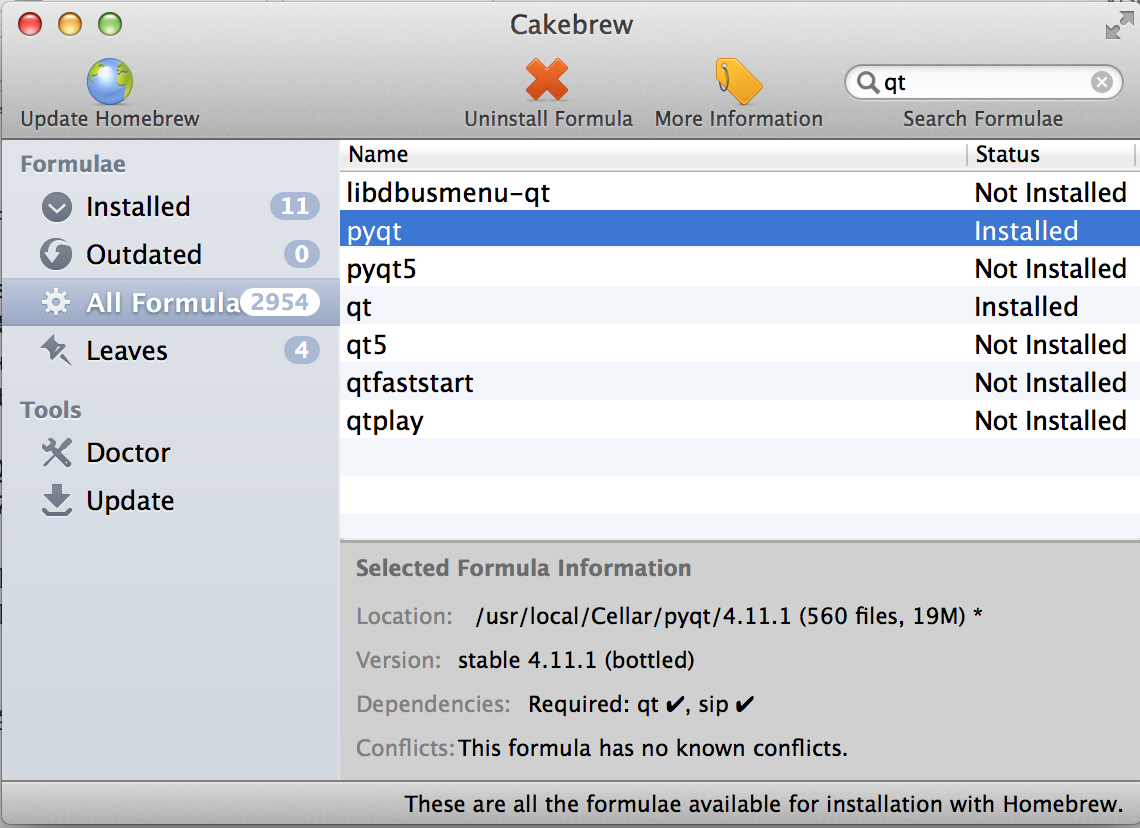 Cakebrew
Update Homebrew
Uninstall Formula
More Information
qt
Search Formulae
Formulae
Installed 11
Outdated 0
All Formula 2954
Leaves 4
Tools
Doctor
Update
Name Status
libdbusmenu-qt Not Installed
pyqt Installed
pyqt5 Not Installed
qt Installed
qt5 Not Installed
qtfaststart Not Installed
qtplay Not Installed
Selected Formula Information
Location: /usr/local/Cellar/pyqt/4.11.1 (560 files, 19M) *
Version: stable 4.11.1 (bottled)
Dependencies: Required: qt ✔, sip ✔
Conflicts: This formula has no known conflicts.
These are all the formulae available for installation with Homebrew.